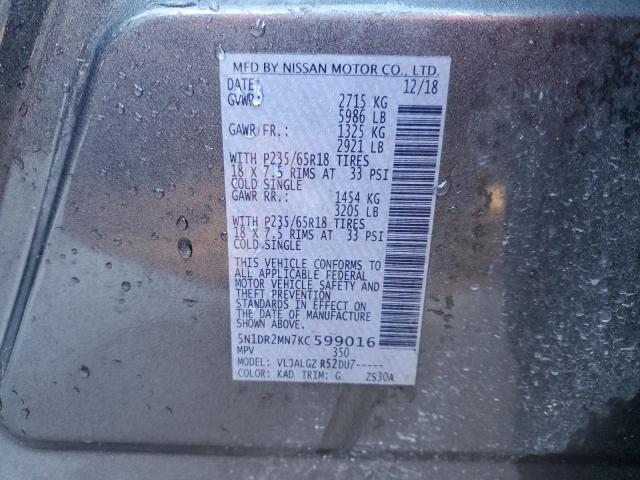 MFD BY NISSAN MOTOR CO., LTD.
DATE: 12/18
GVWR: 2715 KG
5986 LB
GAWR FR.: 1325 KG
2921 LB
WITH P235/65R18 TIRES
18 X 7.5 RIMS AT 33 PSI
COLD SINGLE
GAWR RR.: 1454 KG
3205 LB
WITH P235/65R18 TIRES
18 X 7.5 RIMS AT 33 PSI
COLD SINGLE
THIS VEHICLE CONFORMS TO
ALL APPLICABLE FEDERAL
MOTOR VEHICLE SAFETY AND
THEFT PREVENTION
STANDARDS IN EFFECT ON
THE DATE OF MANUFACTURE
SHOWN ABOVE.
5N1DR2MN7KC599016
MPV 350
MODEL: VLJALGZ R52DU7-----
COLOR: KAD TRIM: G ZS30A